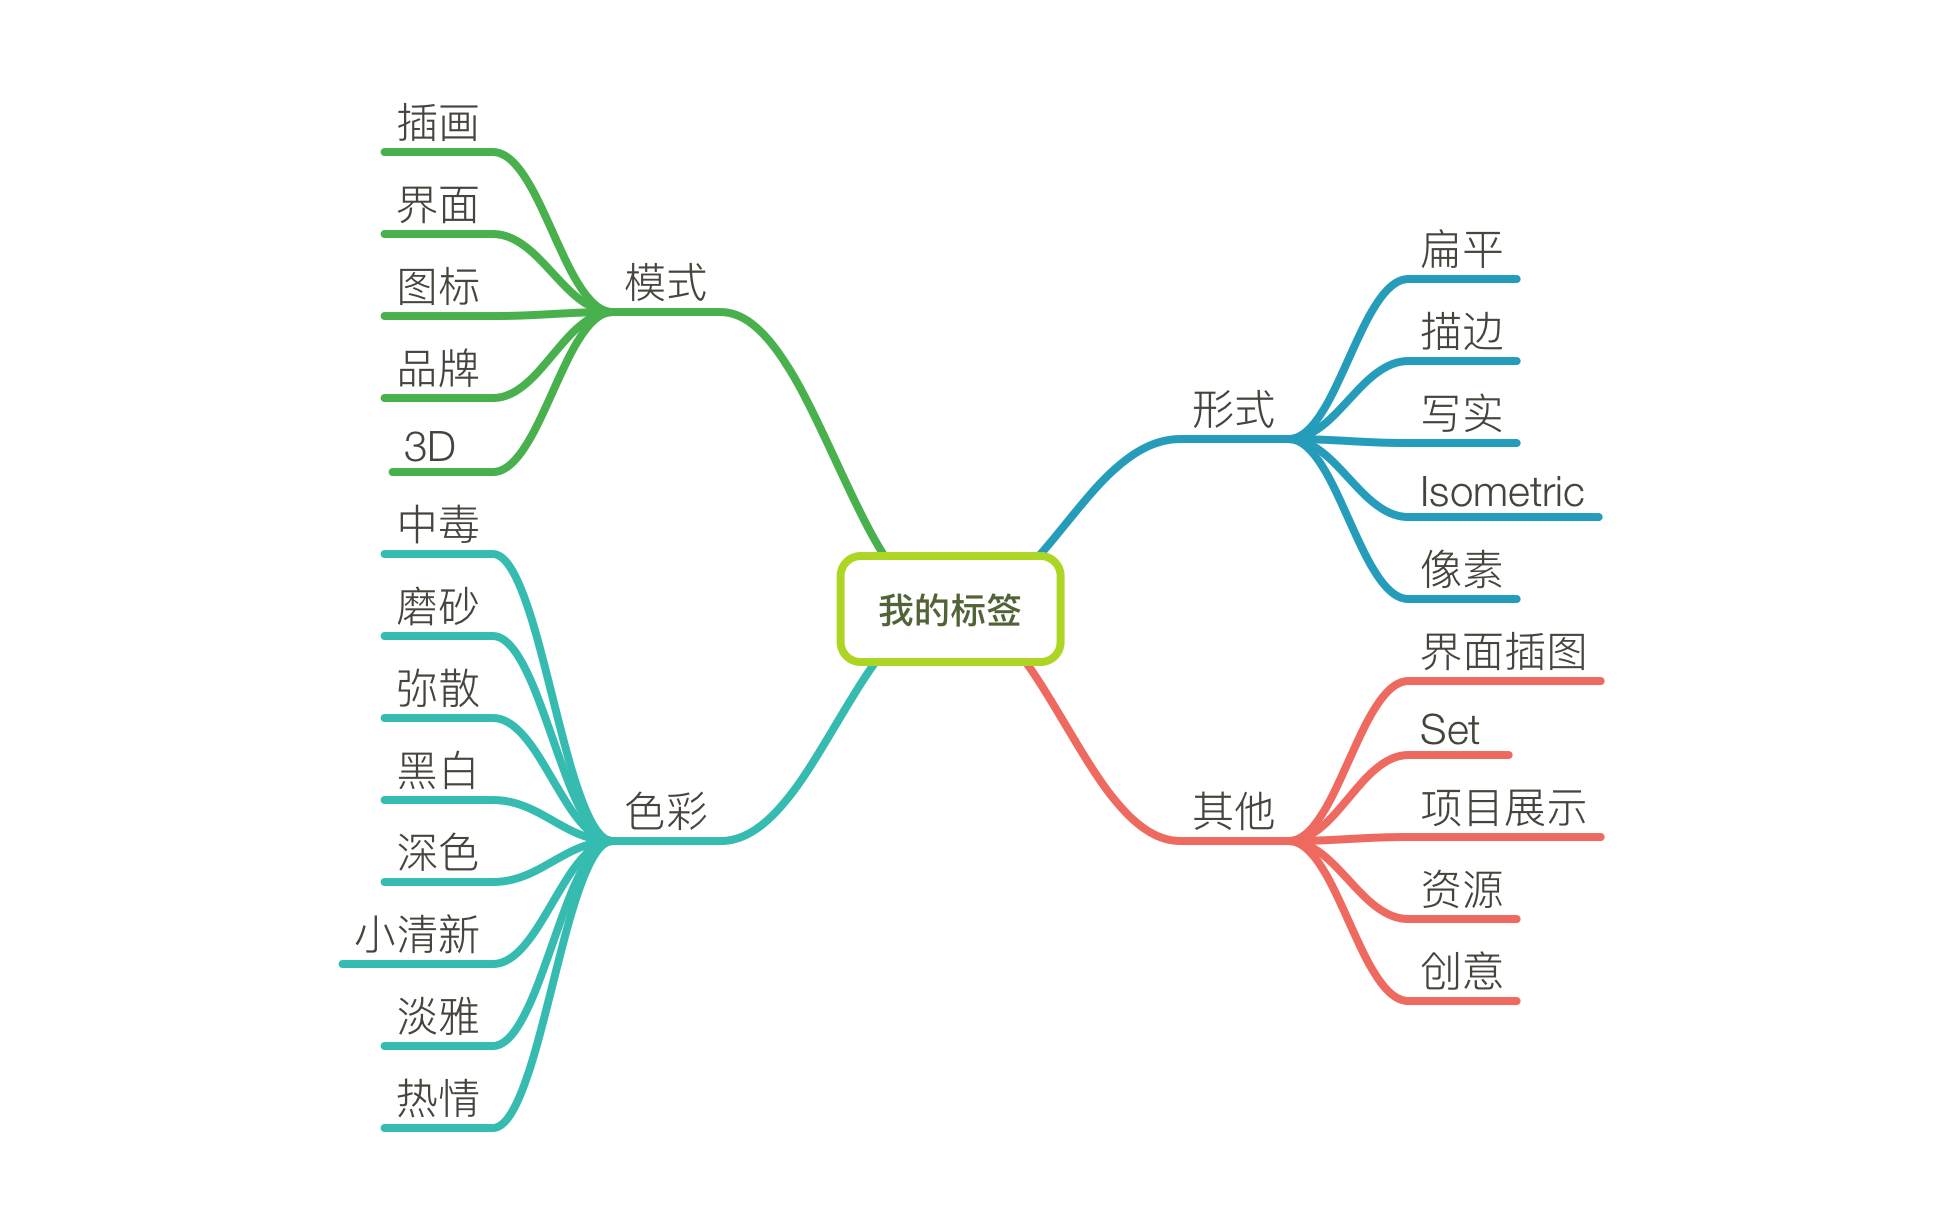 我的标签
模式
插画
界面
图标
品牌
3D
色彩
中毒
磨砂
弥散
黑白
深色
小清新
淡雅
热情
形式
扁平
描边
写实
Isometric
像素
其他
界面插图
Set
项目展示
资源
创意